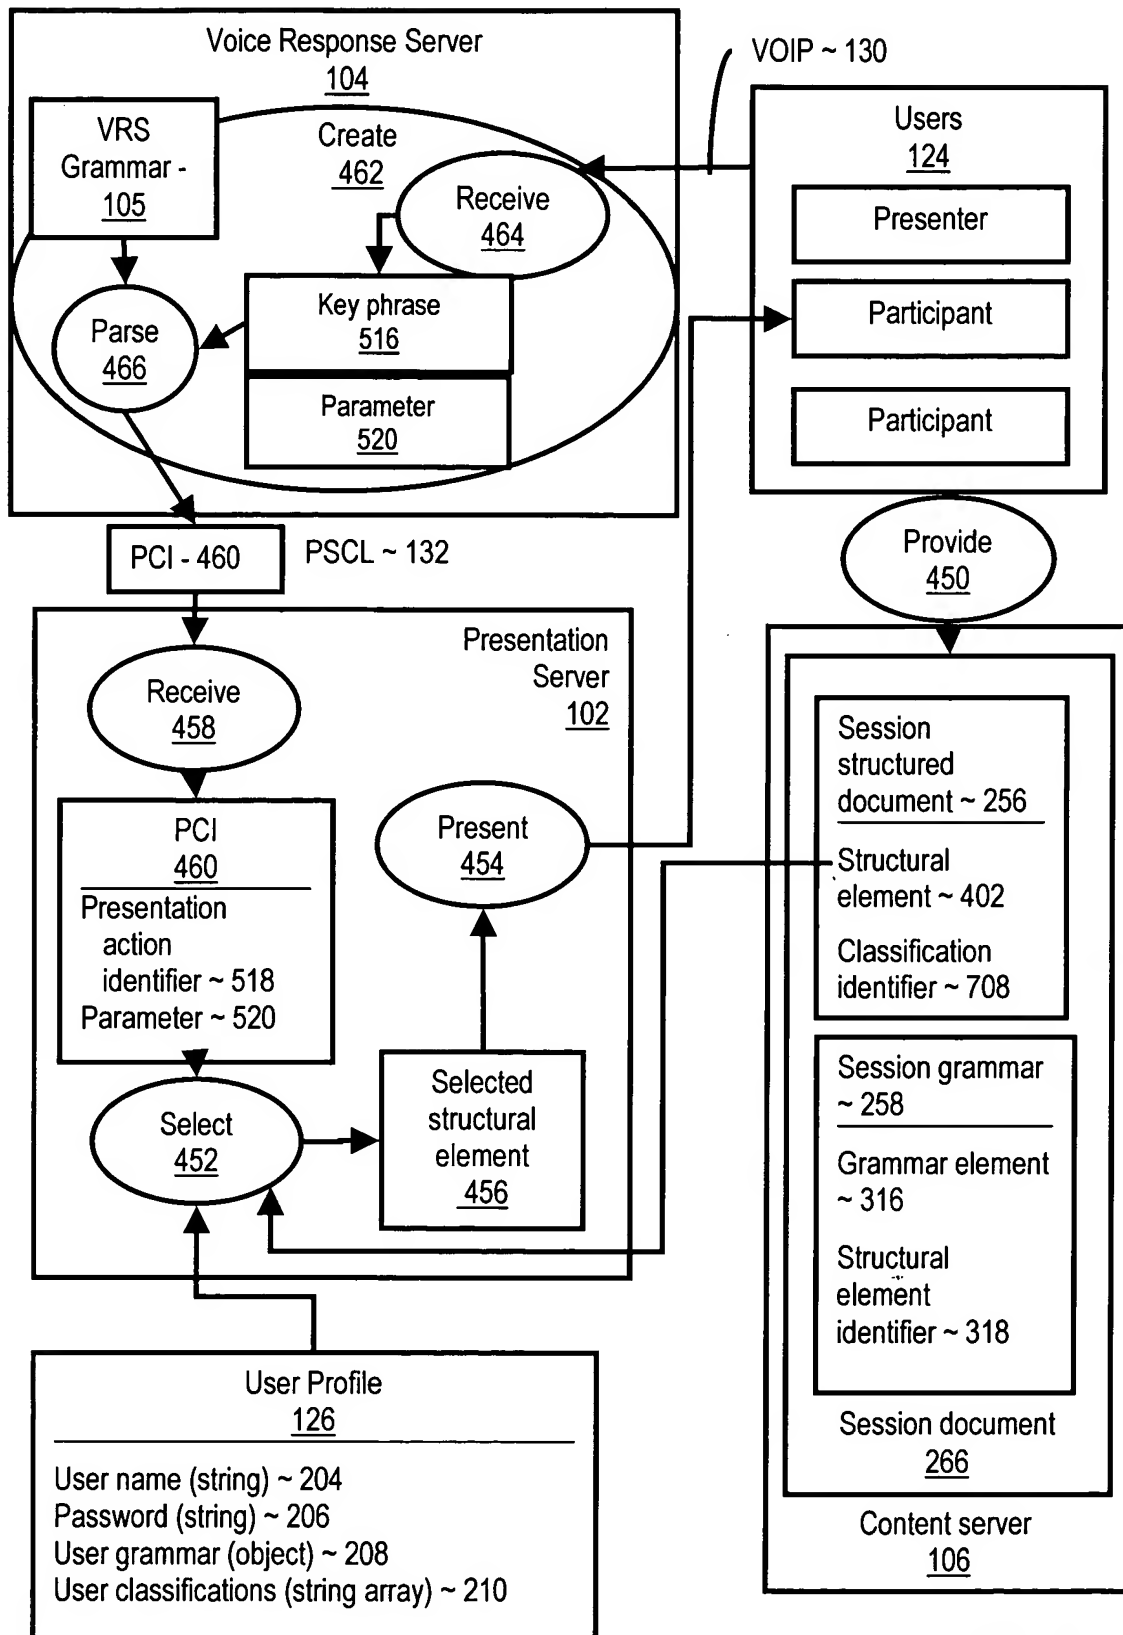 Voice Response Server
104
VRS
Grammar -
105
Create
462
Receive
464
Key phrase
516
Parse
466
Parameter
520
VOIP ~ 130
Users
124
Presenter
Participant
Participant
PCI - 460
PSCL ~ 132
Provide
450
Presentation
Server
102
Receive
458
PCI
460
Presentation
action
identifier ~ 518
Parameter ~ 520
Present
454
Select
452
Selected
structural
element
456
Session
structured
document ~ 256
Structural
element ~ 402
Classification
identifier ~ 708
Session grammar
~ 258
Grammar element
~ 316
Structural
element
identifier ~ 318
Session document
266
Content server
106
User Profile
126
User name (string) ~ 204
Password (string) ~ 206
User grammar (object) ~ 208
User classifications (string array) ~ 210